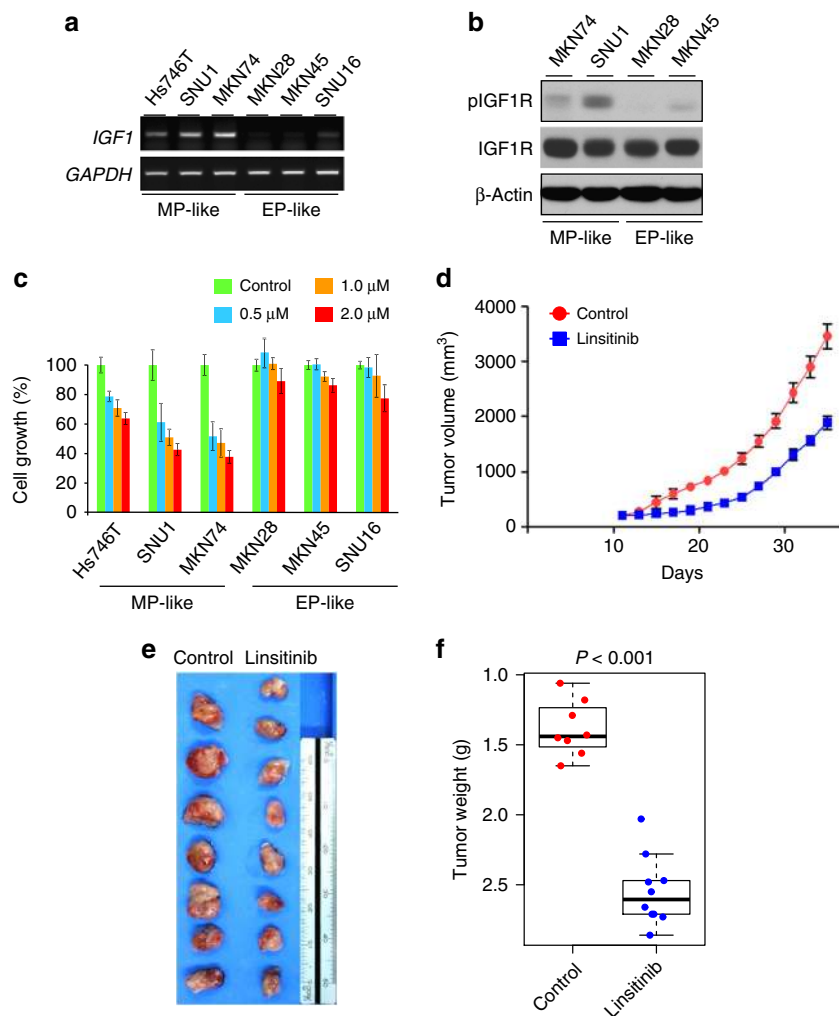 a
Hs746T
SNU1
MKN74
MKN28
MKN45
SNU16
IGF1
GAPDH
MP-like EP-like
b
MKN74
SNU1
MKN28
MKN45
pIGF1R
IGF1R
β-Actin
MP-like EP-like
c
Control 1.0 μM
0.5 μM 2.0 μM
Cell growth (%)
100
80
60
40
20
0
Hs746T
SNU1
MKN74
MKN28
MKN45
SNU16
MP-like EP-like
d
Control
Linsitinib
Tumor volume (mm³)
4000
3000
2000
1000
0
10 20 30
Days
e
Control Linsitinib
f
P < 0.001
Tumor weight (g)
1.0
1.5
2.0
2.5
2.0
Control
Linsitinib